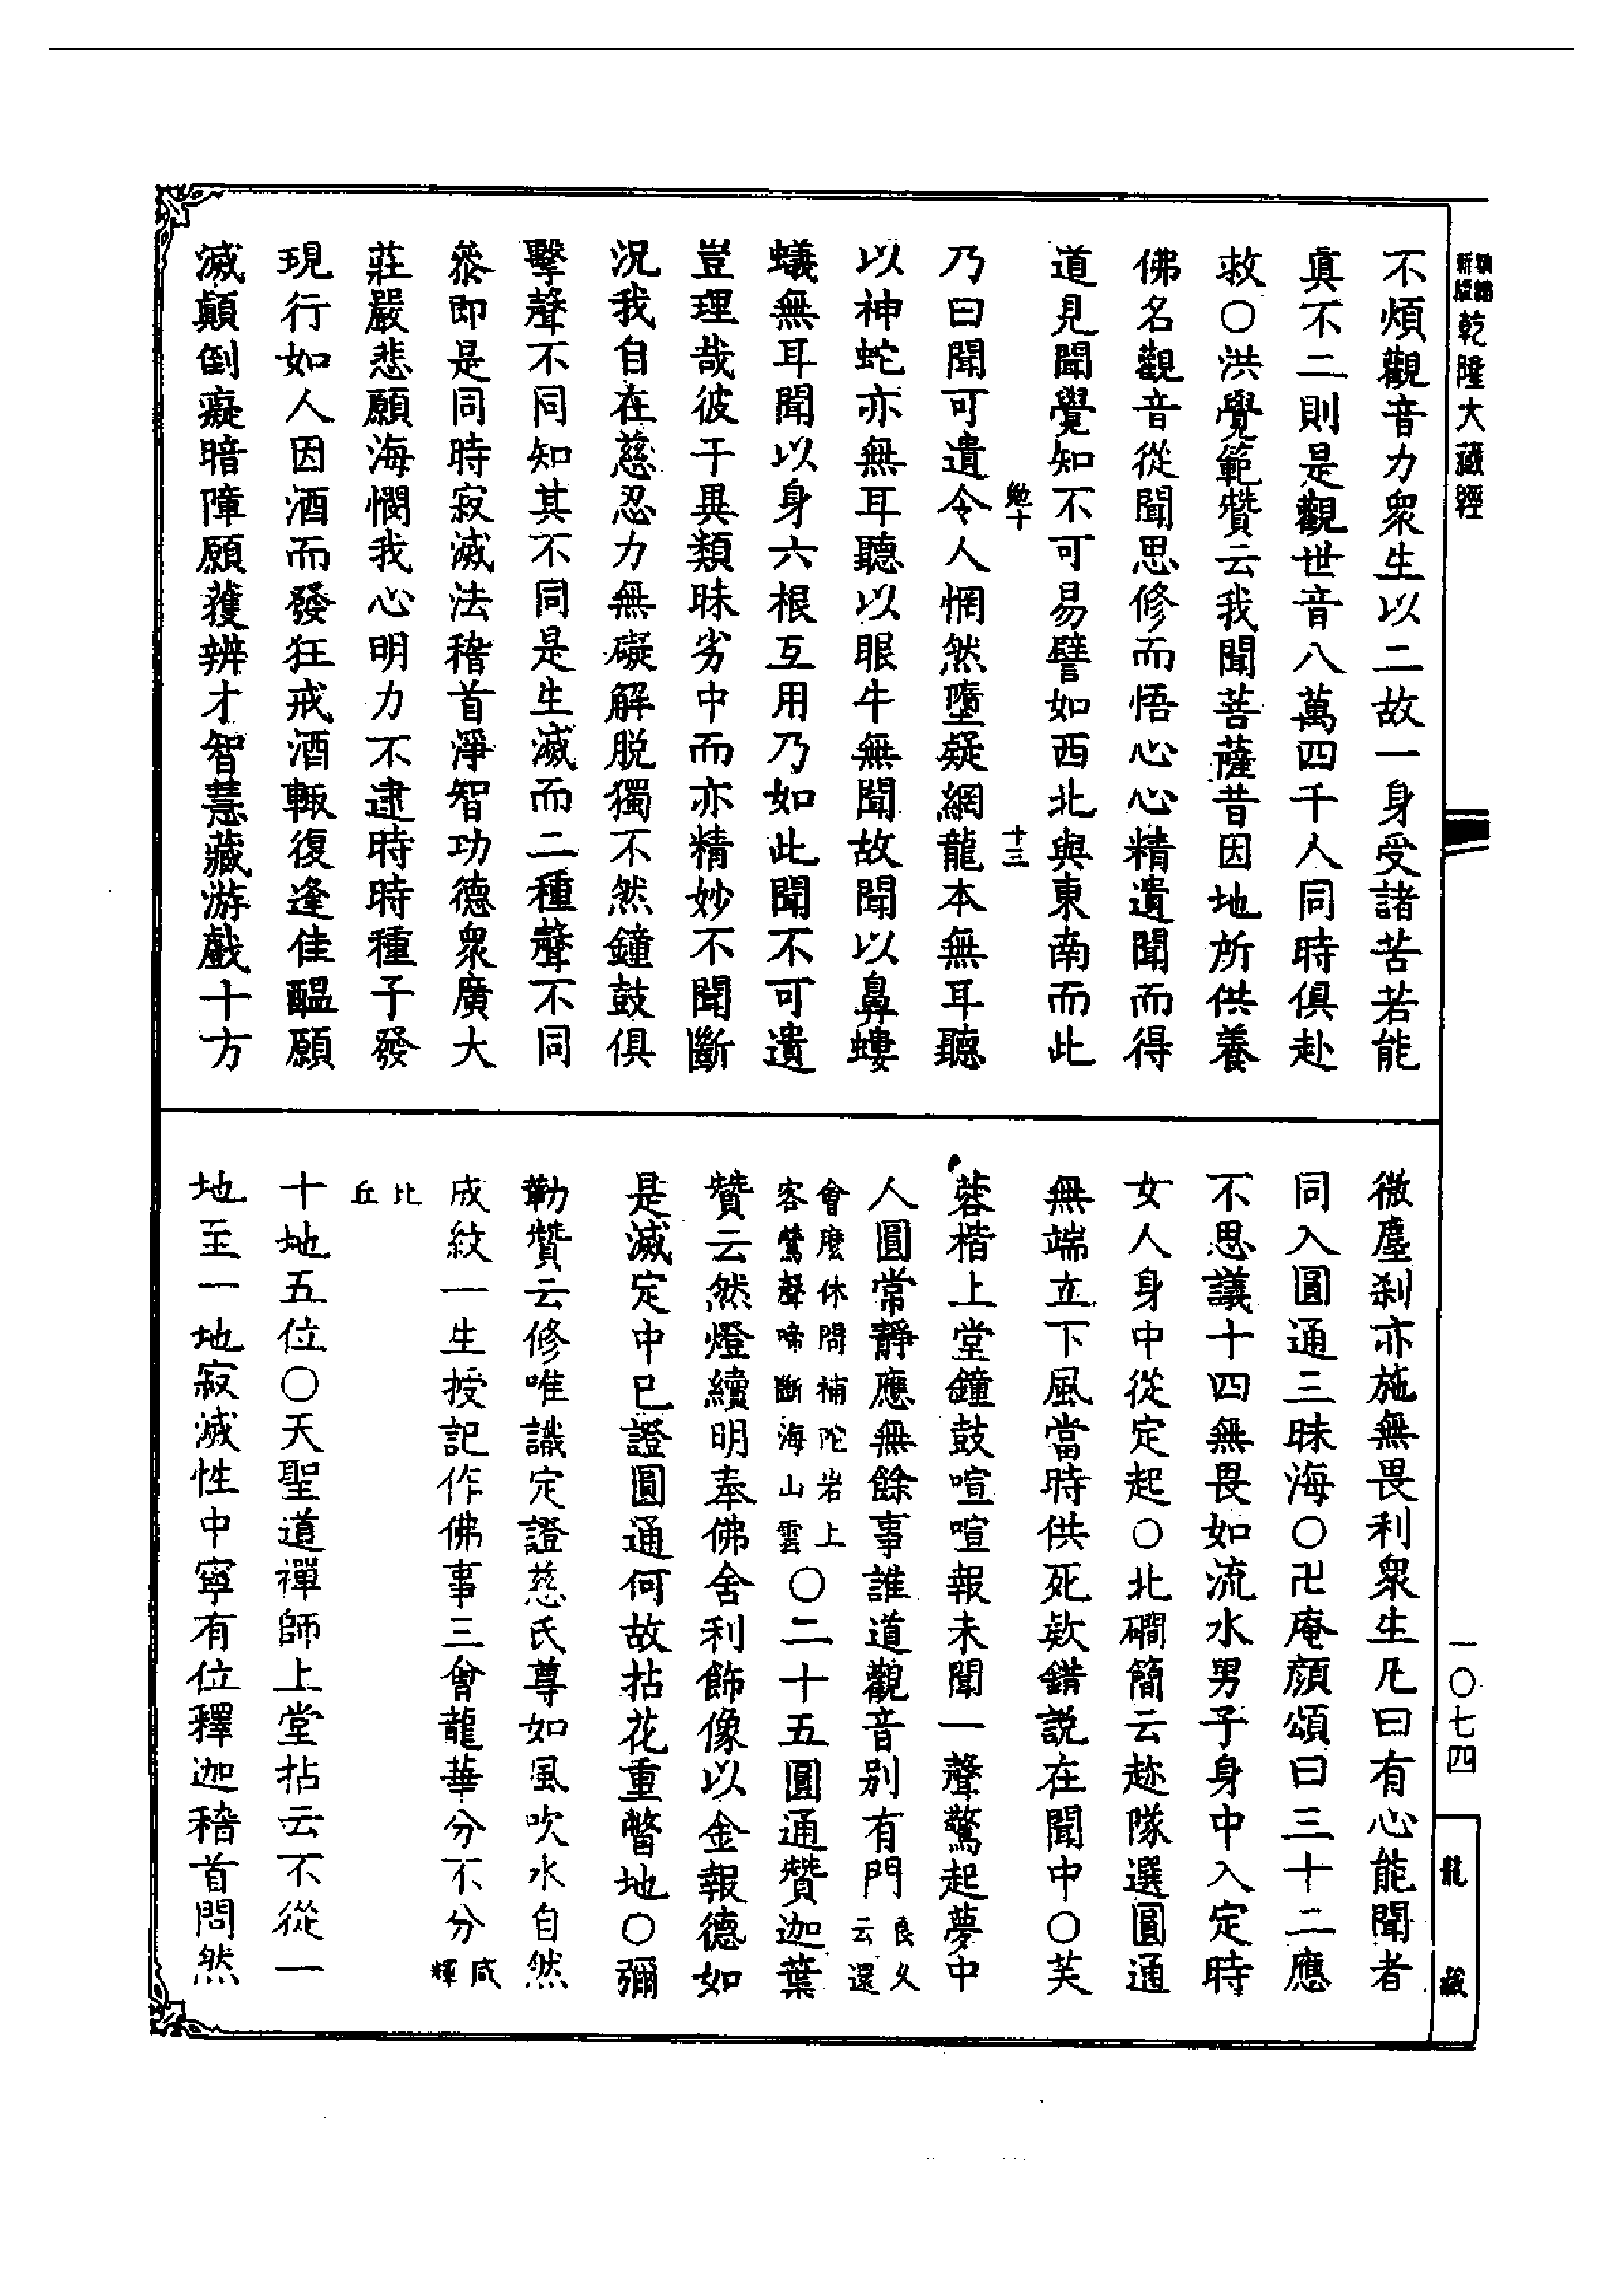 新編
新版
乾隆大藏經
不煩觀音力衆生以二故一身受諸苦若能
真不二則是觀世音八萬四千人同時俱赴
救○洪覺範贊云我聞菩薩昔因地所供養
佛名觀音從聞思修而悟心心精遺聞而得
道見聞覺知不可易譬如西北與東南而此
勉十
十三
乃曰聞可遺令人惘然墮疑網龍本無耳聽
以神蛇亦無耳聽以眼牛無聞故聞以鼻螻
蟻無耳聞以身六根互用乃如此聞不可遺
豈理哉彼于異類昧劣中而亦精妙不聞斷
況我自在慈忍力無礙解脫獨不然鐘鼓俱
擊聲不同知其不同是生滅而二種聲不同
叅即是同時寂滅法稽首淨智功德衆廣大
莊嚴悲願海憫我心明力不逮時時種子發
現行如人因酒而發狂戒酒輙復逢佳醖願
滅顛倒癡暗障願獲辨才智慧藏游戲十方
微塵刹亦施無畏利衆生凡曰有心能聞者
同入圓通三昧海○卍庵顏頌曰三十二應
不思議十四無畏如流水男子身中入定時
女人身中從定起○北磵簡云趂隊選圓通
無端立下風當時供死欵錯說在聞中○芙
蓉楷上堂鐘鼓喧喧報未聞一聲驚起夢中
人圓常靜應無餘事誰道觀音別有門良久
云還
會麼休問補陀岩上
客鶯聲啼斷海山雲○二十五圓通贊迦葉
贊云然燈續明奉佛舍利飾像以金報德如
是滅定中已證圓通何故拈花重瞥地○彌
勒贊云修唯識定證慈氏尊如風吹水自然
成紋一生授記作佛事三會龍華分不分咸
輝
比
丘
十地五位○天聖道禪師上堂拈云不從一
地至一地寂滅性中寧有位釋迦稽首問然
一○七四
龍藏